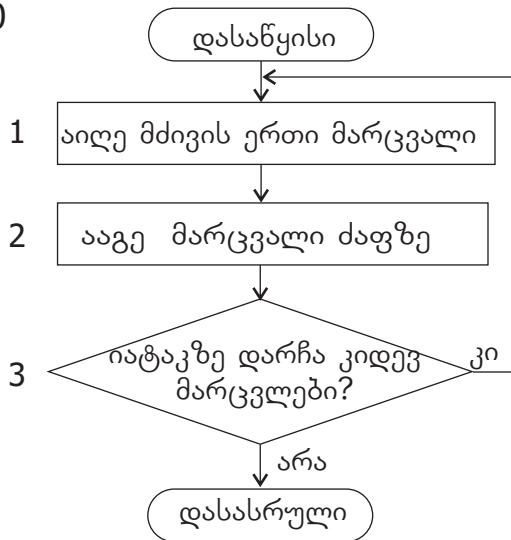 დასაწყისი
1 აიღე მძივის ერთი მარცვალი
2 ააგე მარცვალი ძაფზე
3 იატაკზე დარჩა კიდევ
მარცვლები?
კი
არა
დასასრული